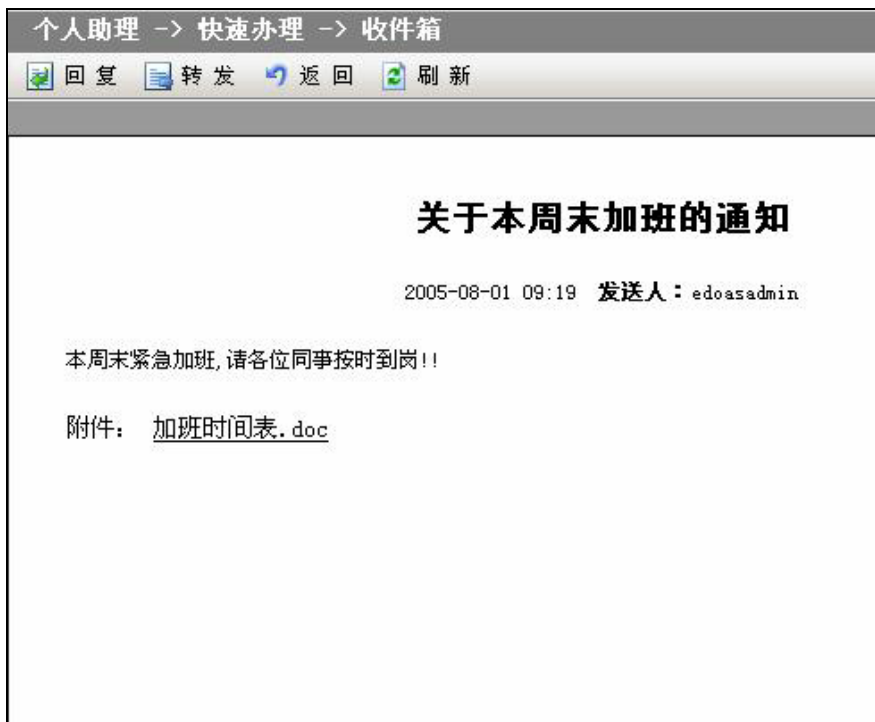 个人助理 -> 快速办理 -> 收件箱
回复 转发 返回 刷新
关于本周末加班的通知
2005-08-01 09:19 发送人：edoasadmin
本周末紧急加班,请各位同事按时到岗!!
附件： 加班时间表.doc